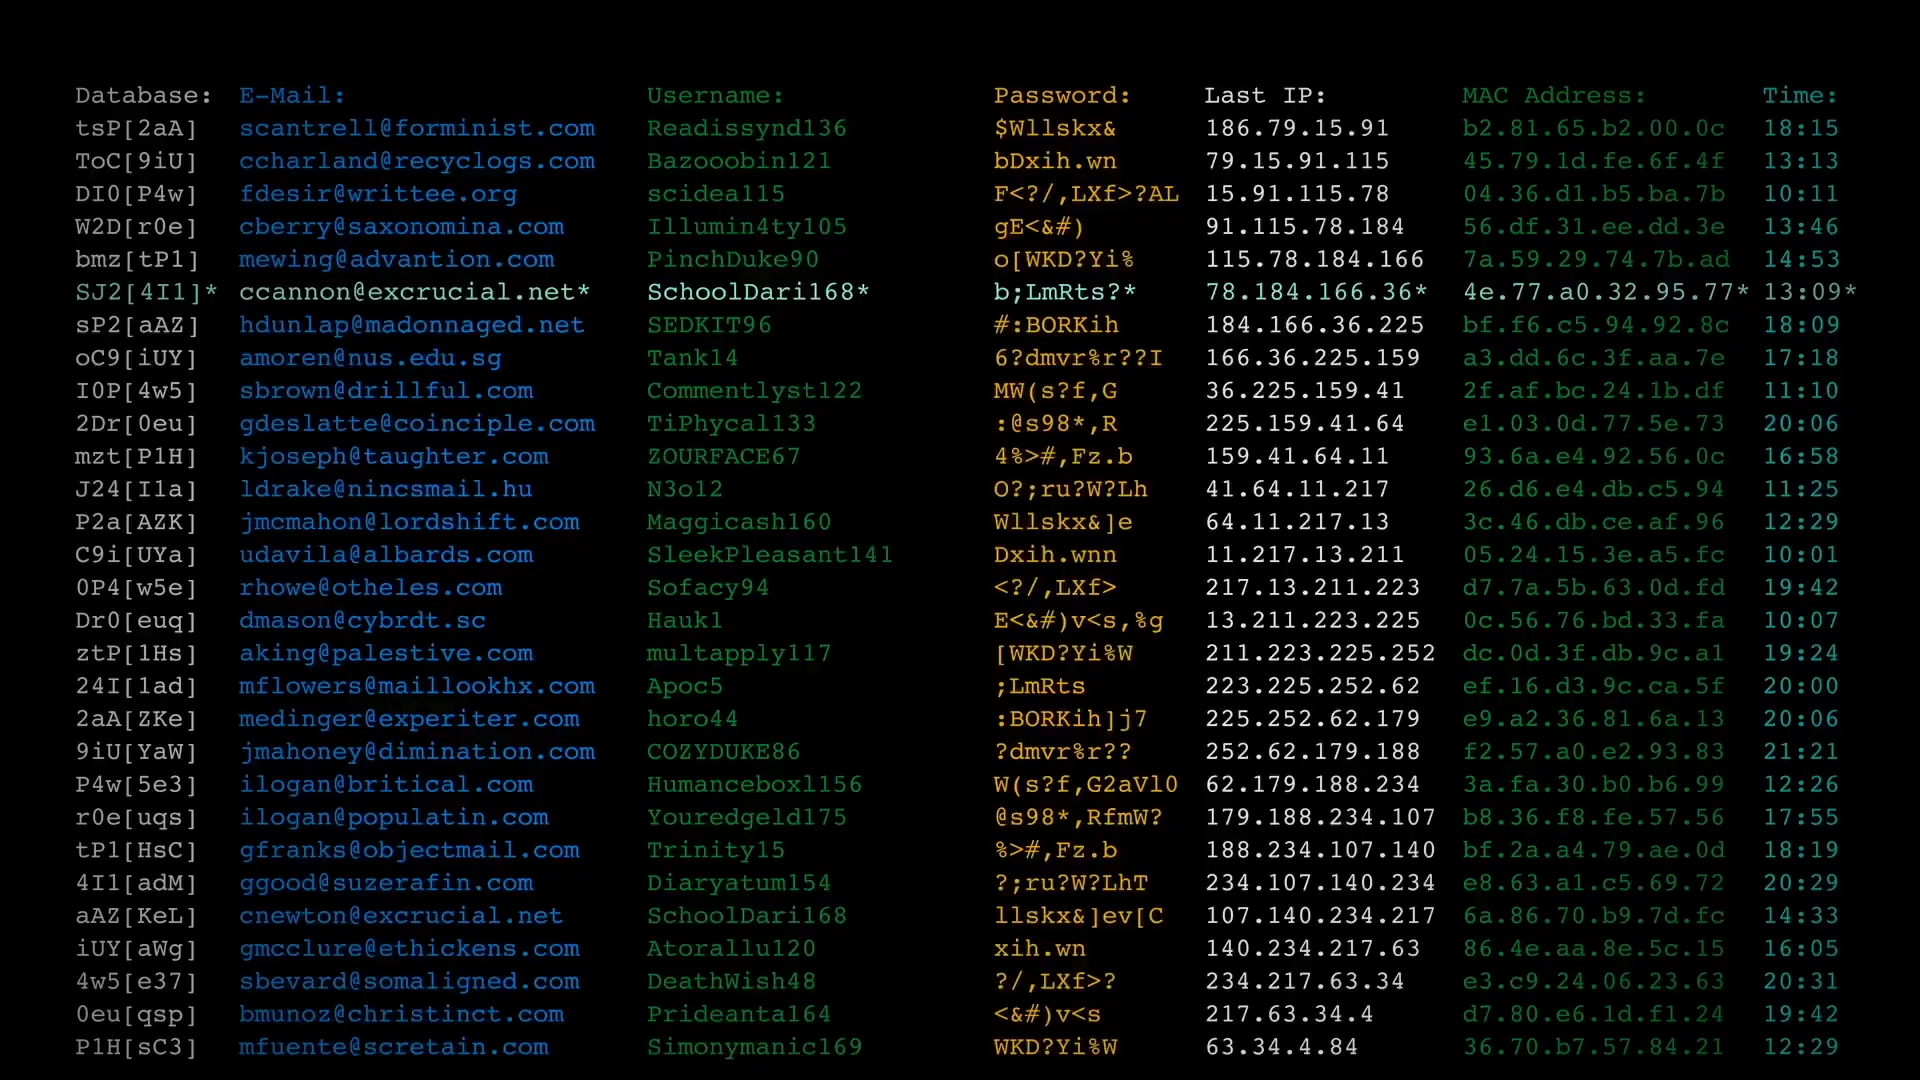 Database: E-Mail: Username: Password: Last IP: MAC Address: Time:
tsP[2aA] scantrell@forminist.com Readissynd136 $Wllskx& 186.79.15.91 b2.81.65.b2.00.0c 18:15
ToC[9iU] ccharland@recyclogs.com Bazooobin121 bDxih.wn 79.15.91.115 45.79.1d.fe.6f.4f 13:13
DI0[P4w] fdesir@writtee.org scidea115 F<?/,LXf>?AL 15.91.115.78 04.36.d1.b5.ba.7b 10:11
W2D[r0e] cberry@saxonomina.com Illumin4ty105 gE<&#) 91.115.78.184 56.df.31.ee.dd.3e 13:46
bmz[tP1] mewing@advantion.com PinchDuke90 o[WKD?Yi% 115.78.184.166 7a.59.29.74.7b.ad 14:53
SJ2[4I1]* ccannon@excrucial.net* SchoolDari168* b;LmRts?* 78.184.166.36* 4e.77.a0.32.95.77* 13:09*
sP2[aAZ] hdunlap@madonnaged.net SEDKIT96 #:BORKih 184.166.36.225 bf.f6.c5.94.92.8c 18:09
oC9[iUY] amoren@nus.edu.sg Tank14 6?dmvr%r??I 166.36.225.159 a3.dd.6c.3f.aa.7e 17:18
I0P[4w5] sbrown@drillful.com Commentlyst122 MW(s?f,G 36.225.159.41 2f.af.bc.24.1b.df 11:10
2Dr[0eu] gdeslatte@coinciple.com TiPhycal133 :@s98*,R 225.159.41.64 e1.03.0d.77.5e.73 20:06
mzt[P1H] kjoseph@taughter.com ZOURFACE67 4%>#,Fz.b 159.41.64.11 93.6a.e4.92.56.0c 16:58
J24[I1a] ldrake@nincsmail.hu N3o12 O?;ru?W?Lh 41.64.11.217 26.d6.e4.db.c5.94 11:25
P2a[AZK] jmcmahon@lordshift.com Maggicash160 Wllskx&]e 64.11.217.13 3c.46.db.ce.af.96 12:29
C9i[UYa] udavila@albards.com SleekPleasant141 Dxih.wnn 11.217.13.211 05.24.15.3e.a5.fc 10:01
0P4[w5e] rhowe@otheles.com Sofacy94 <?/,LXf> 217.13.211.223 d7.7a.5b.63.0d.fd 19:42
Dr0[euq] dmason@cybrdt.sc Hauk1 E<&#)v<s,%g 13.211.223.225 0c.56.76.bd.33.fa 10:07
ztP[1Hs] aking@palestive.com multapply117 [WKD?Yi%W 211.223.225.252 dc.0d.3f.db.9c.a1 19:24
24I[1ad] mflowers@maillookhx.com Apoc5 ;LmRts 223.225.252.62 ef.16.d3.9c.ca.5f 20:00
2aA[ZKe] medinger@experiter.com horo44 :BORKih]j7 225.252.62.179 e9.a2.36.81.6a.13 20:06
9iU[YaW] jmahoney@dimination.com COZYDUKE86 ?dmvr%r?? 252.62.179.188 f2.57.a0.e2.93.83 21:21
P4w[5e3] ilogan@britical.com Humanceboxl156 W(s?f,G2aVl0 62.179.188.234 3a.fa.30.b0.b6.99 12:26
r0e[uqs] ilogan@populatin.com Youredgeld175 @s98*,RfmW? 179.188.234.107 b8.36.f8.fe.57.56 17:55
tP1[HsC] gfranks@objectmail.com Trinity15 %>#,Fz.b 188.234.107.140 bf.2a.a4.79.ae.0d 18:19
4I1[adM] ggood@suzerafin.com Diaryatum154 ?;ru?W?LhT 234.107.140.234 e8.63.a1.c5.69.72 20:29
aAZ[KeL] cnewton@excrucial.net SchoolDari168 llskx&]ev[C 107.140.234.217 6a.86.70.b9.7d.fc 14:33
iUY[aWg] gmcclure@ethickens.com Atorallu120 xih.wn 140.234.217.63 86.4e.aa.8e.5c.15 16:05
4w5[e37] sbevard@somaligned.com DeathWish48 ?/,LXf>? 234.217.63.34 e3.c9.24.06.23.63 20:31
0eu[qsp] bmunoz@christinct.com Prideanta164 <&#)v<s 217.63.34.4 d7.80.e6.1d.f1.24 19:42
P1H[sC3] mfuente@scretain.com Simonymanic169 WKD?Yi%W 63.34.4.84 36.70.b7.57.84.21 12:29